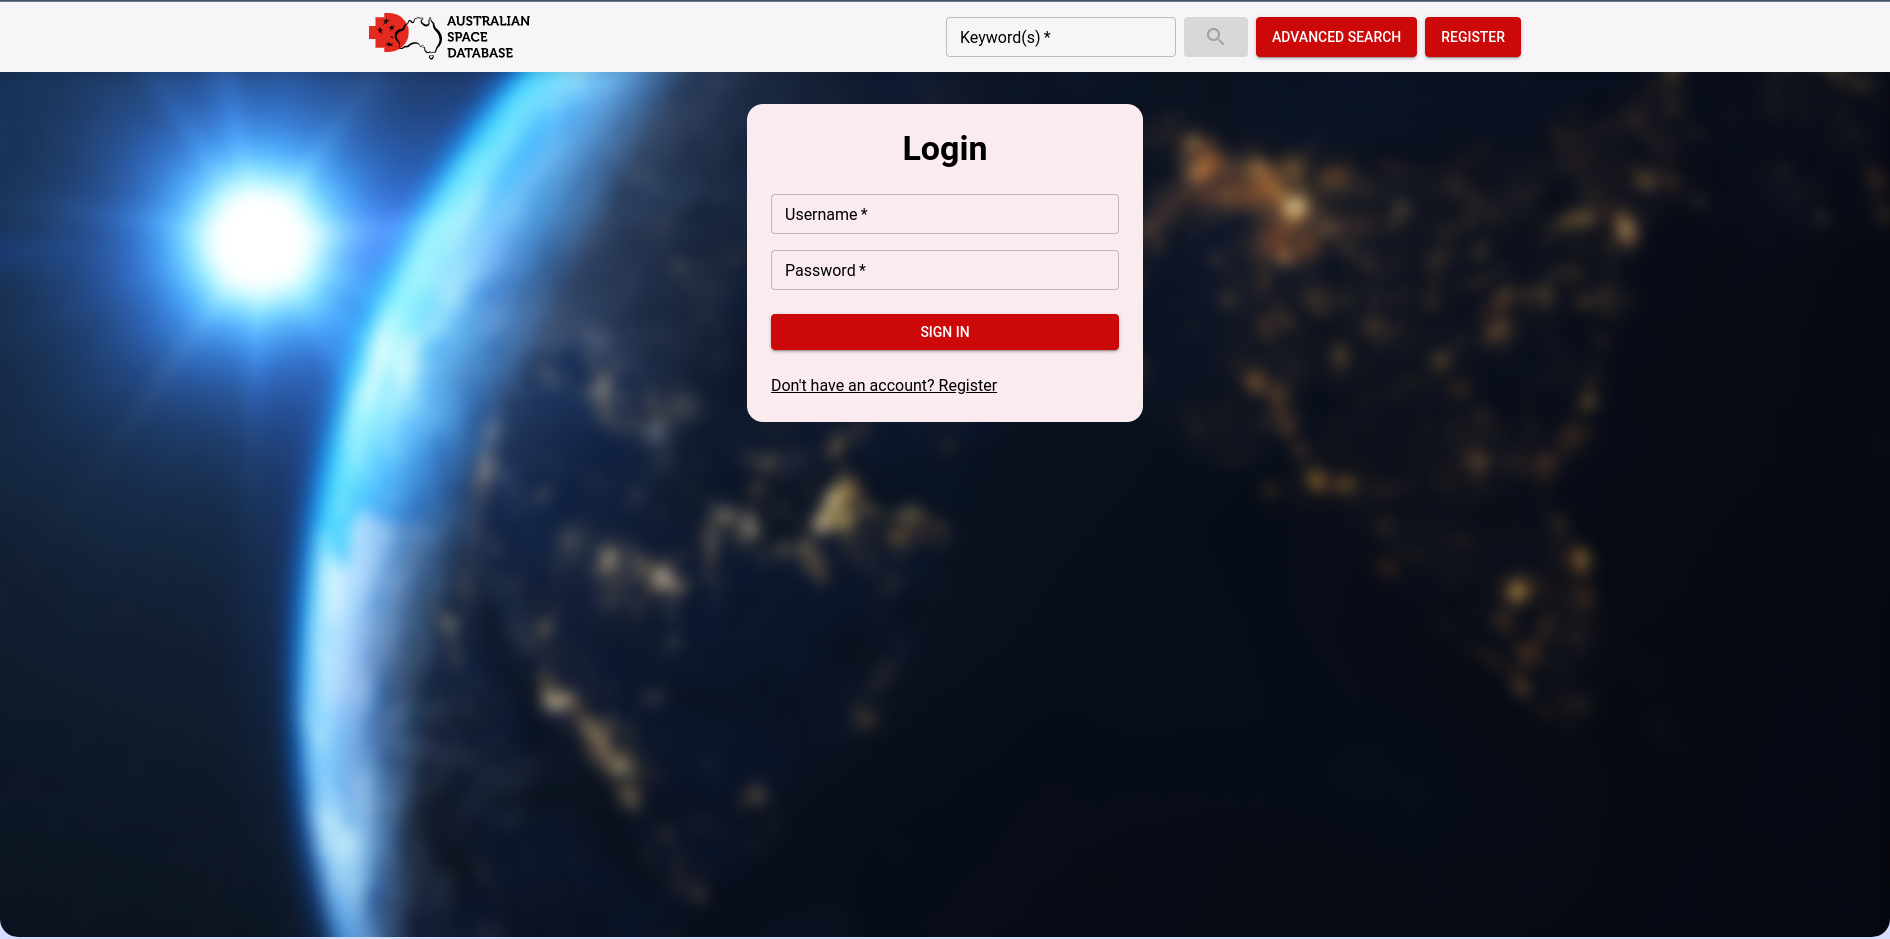 AUSTRALIAN
SPACE
DATABASE
Keyword(s) *
ADVANCED SEARCH
REGISTER
Login
Username *
Password *
SIGN IN
Don't have an account? Register